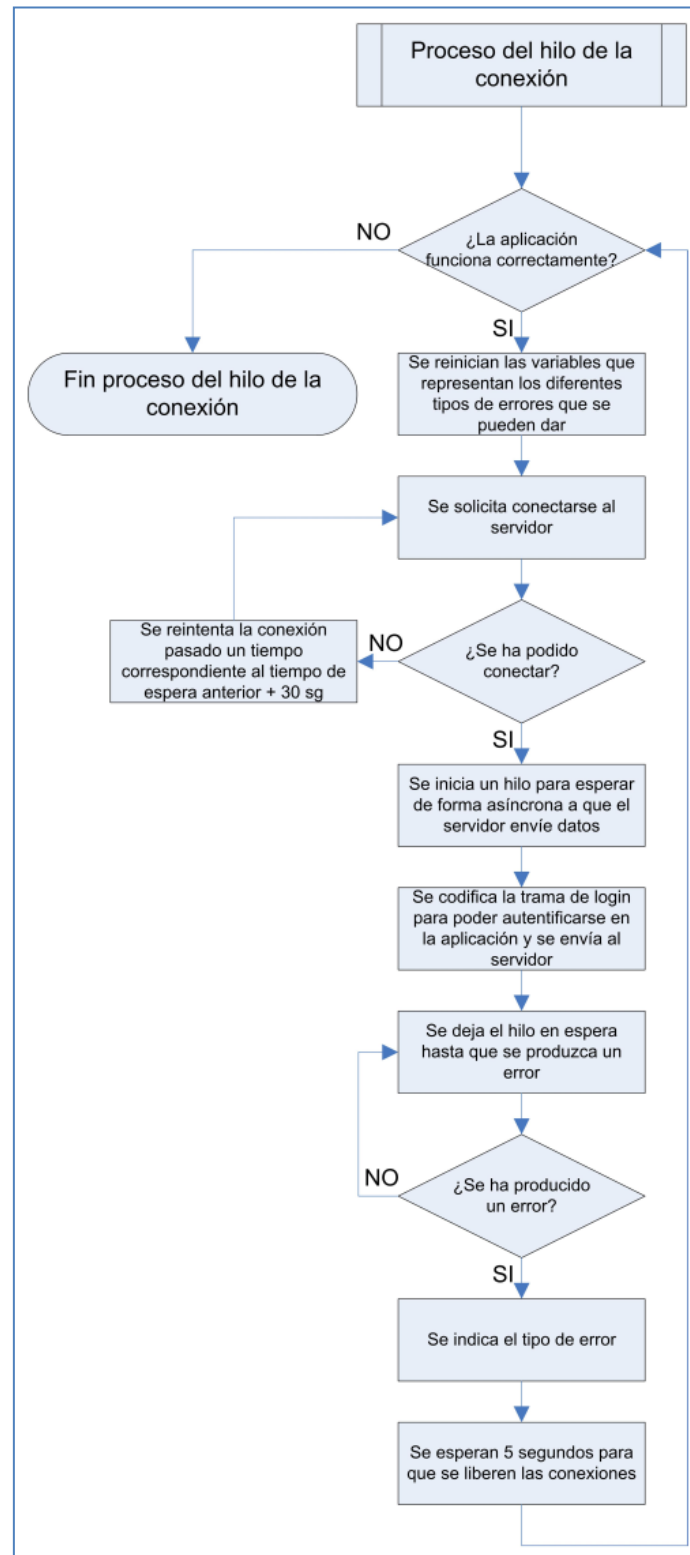 Proceso del hilo de la
conexión
NO
¿La aplicación
funciona correctamente?
SI
Fin proceso del hilo de la
conexión
Se reinician las variables que
representan los diferentes
tipos de errores que se
pueden dar
Se solicita conectarse al
servidor
Se reintenta la conexión
pasado un tiempo
correspondiente al tiempo de
espera anterior + 30 sg
NO
¿Se ha podido
conectar?
SI
Se inicia un hilo para esperar
de forma asíncrona a que el
servidor envíe datos
Se codifica la trama de login
para poder autentificarse en
la aplicación y se envía al
servidor
Se deja el hilo en espera
hasta que se produzca un
error
NO
¿Se ha producido
un error?
SI
Se indica el tipo de error
Se esperan 5 segundos para
que se liberen las conexiones